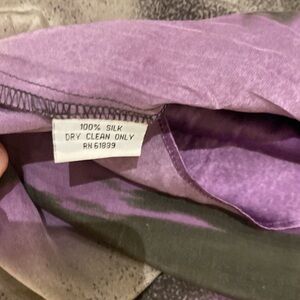 100% SILK
DRY CLEAN ONLY
RN 61899